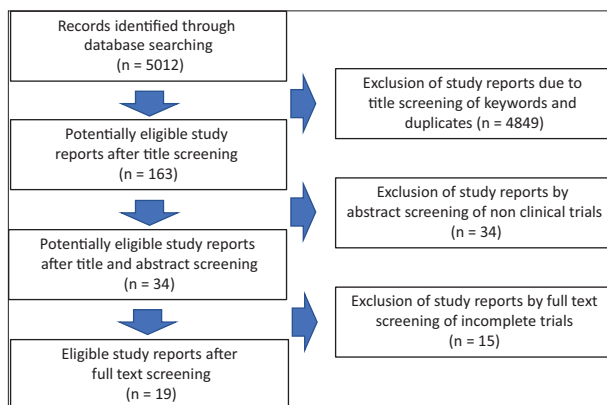 Records identified through
database searching
(n = 5012)
Exclusion of study reports due to
title screening of keywords and
duplicates (n = 4849)
Potentially eligible study
reports after title screening
(n = 163)
Exclusion of study reports by
abstract screening of non clinical trials
(n = 34)
Potentially eligible study reports
after title and abstract screening
(n = 34)
Exclusion of study reports by full text
screening of incomplete trials
(n = 15)
Eligible study reports after
full text screening
(n = 19)